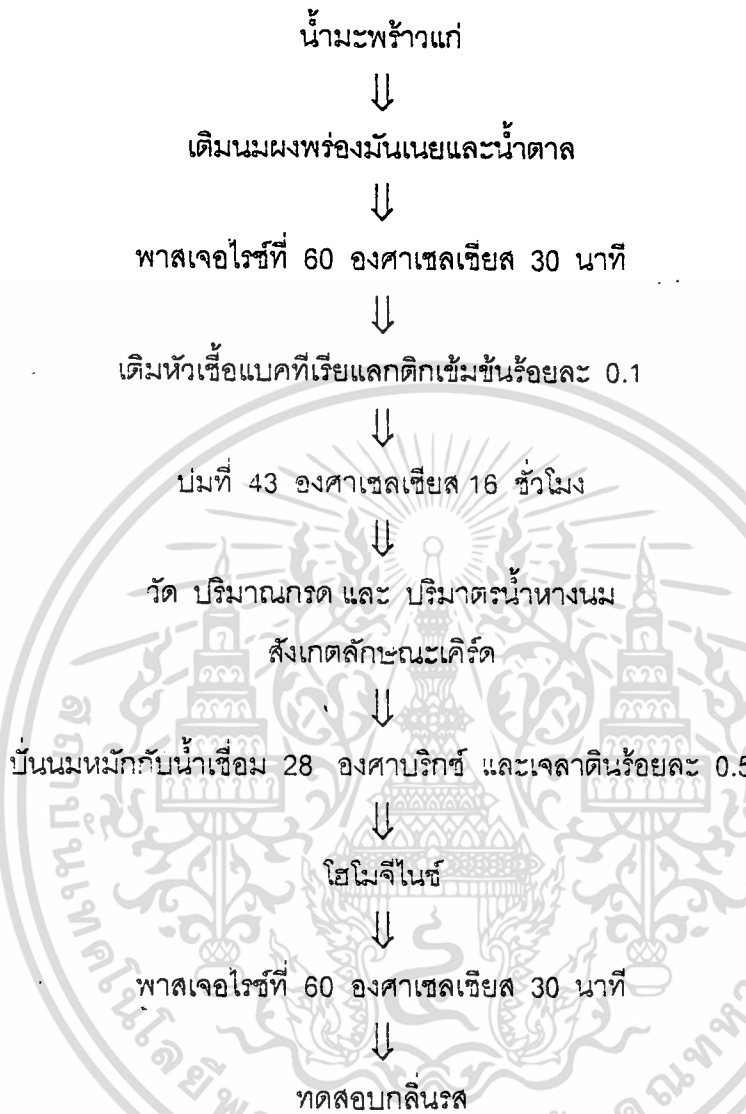 น้ำมะพร้าวแก่
⇓
เติมนมผงพร่องมันเนยและน้ำตาล
⇓
พาสเจอไรซ์ที่ 60 องศาเซลเซียส 30 นาที
⇓
เติมหัวเชื้อแบคทีเรียแลกติกเข้มข้นร้อยละ 0.1
⇓
บ่มที่ 43 องศาเซลเซียส 16 ชั่วโมง
⇓
วัด ปริมาณกรด และ ปริมาตรน้ำหางนม
สังเกตลักษณะเคิร์ด
⇓
ปั่นนมหมักกับน้ำเชื่อม 28 องศาบริกซ์ และเจลาตินร้อยละ 0.5
⇓
โฮโมจีไนซ์
⇓
พาสเจอไรซ์ที่ 60 องศาเซลเซียส 30 นาที
⇓
ทดสอบกลิ่นรส